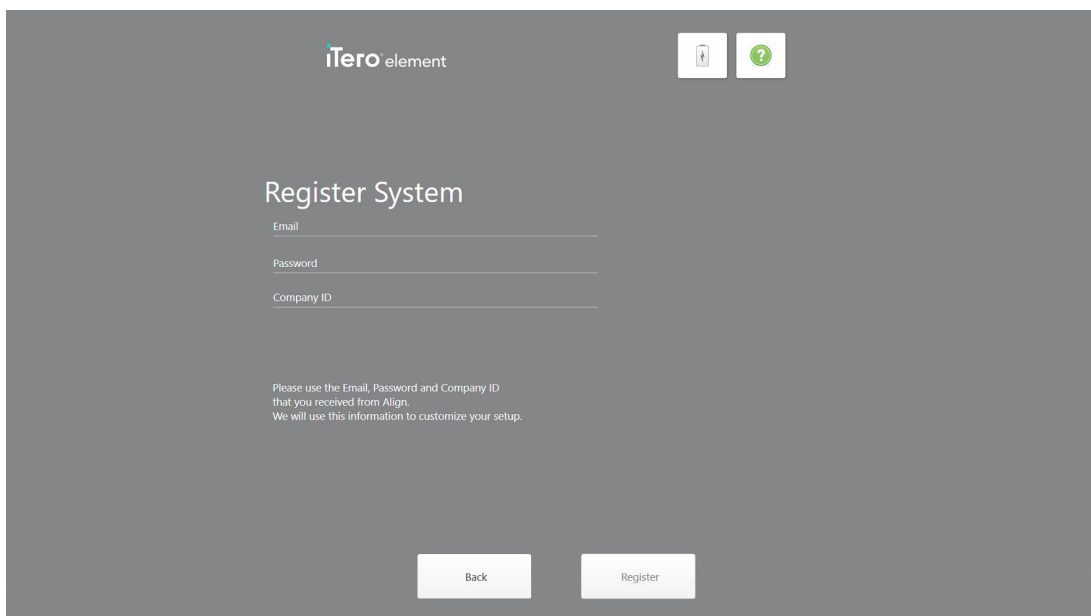 iTero element
?
Register System
Email
Password
Company ID
Please use the Email, Password and Company ID
that you received from Align.
We will use this information to customize your setup.
Back
Register